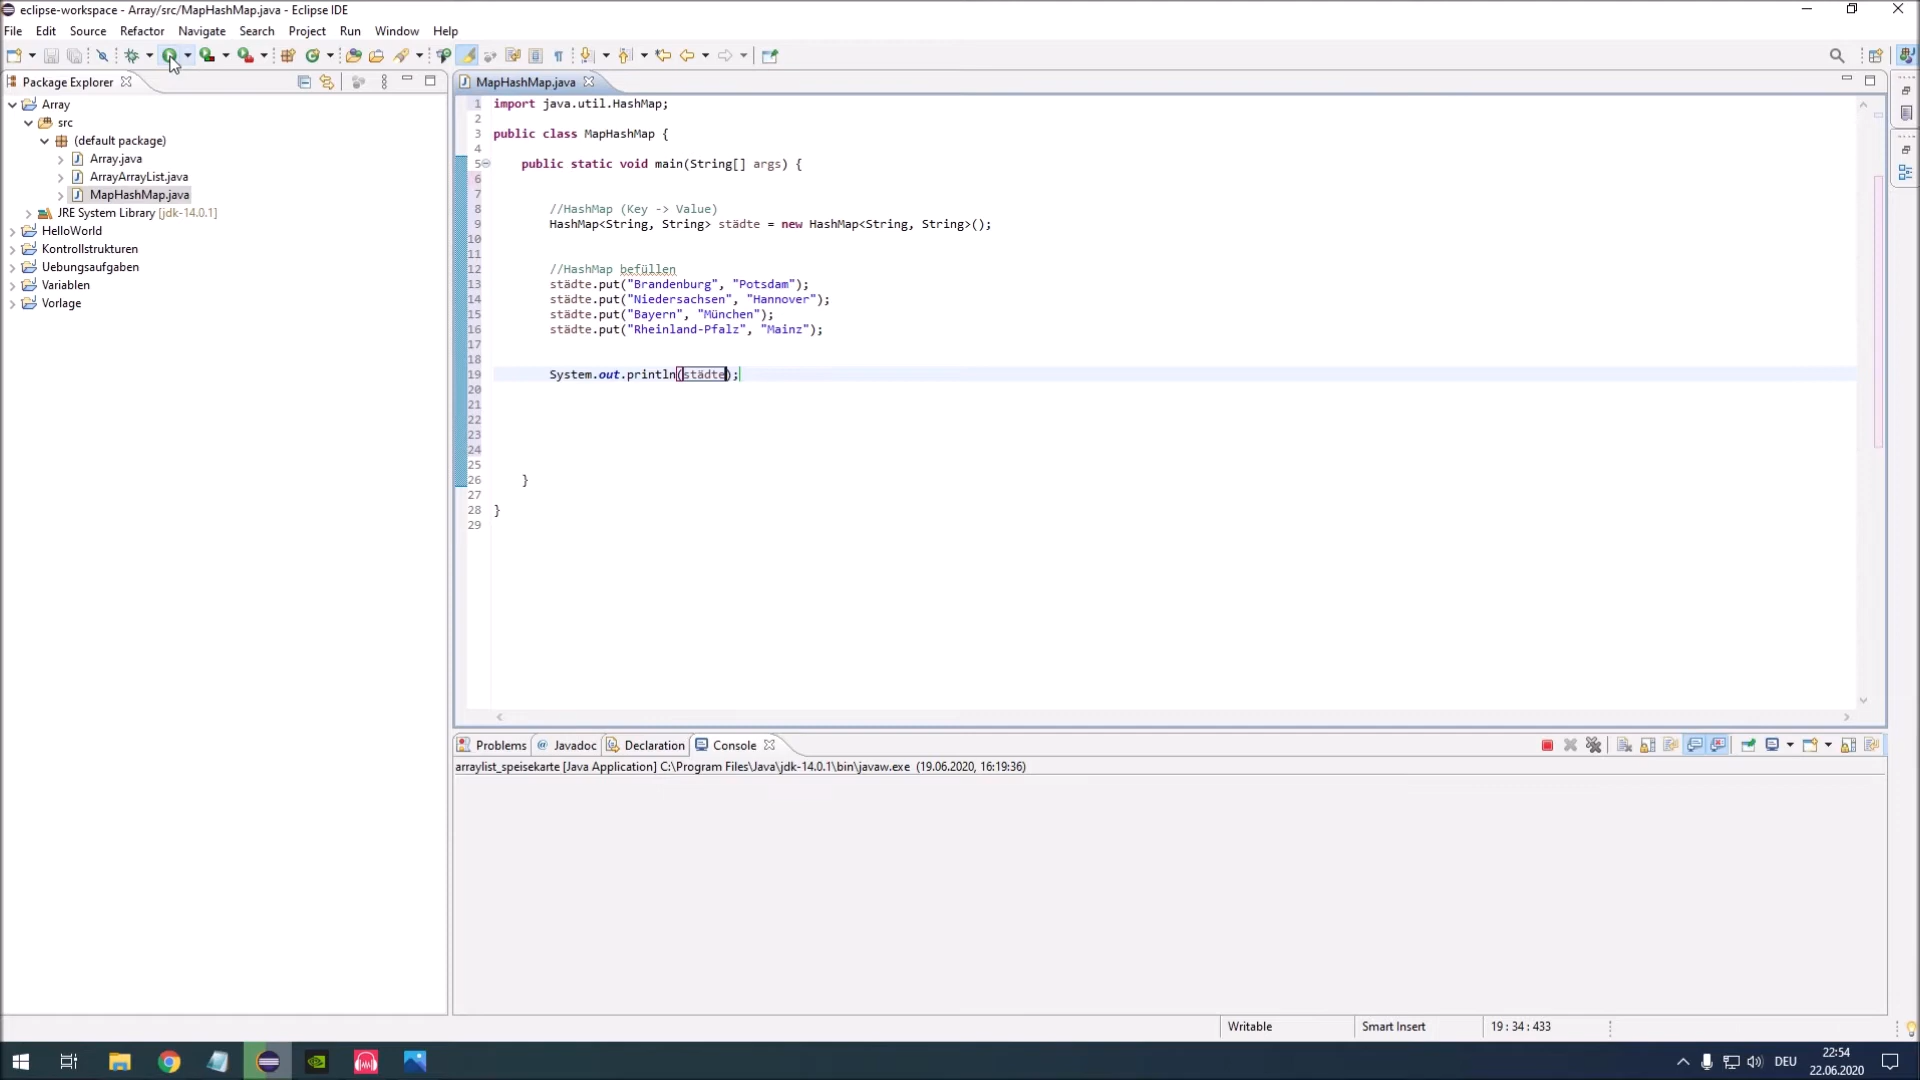 eclipse-workspace - Array/src/MapHashMap.java - Eclipse IDE
File Edit Source Refactor Navigate Search Project Run Window Help
Package Explorer
Array
src
(default package)
Array.java
ArrayArrayList.java
MapHashMap.java
JRE System Library [jdk-14.0.1]
HelloWorld
Kontrollstrukturen
Uebungsaufgaben
Variablen
Vorlage
MapHashMap.java
1 import java.util.HashMap;
2
3 public class MapHashMap {
4
5 public static void main(String[] args) {
6
7
8 //HashMap (Key -> Value)
9 HashMap<String, String> städte = new HashMap<String, String>();
10
11
12 //HashMap befüllen
13 städte.put("Brandenburg", "Potsdam");
14 städte.put("Niedersachsen", "Hannover");
15 städte.put("Bayern", "München");
16 städte.put("Rheinland-Pfalz", "Mainz");
17
18
19 System.out.println(städte);
20
21
22
23
24
25
26 }
27
28 }
29
Problems Javadoc Declaration Console
arraylist_speisekarte [Java Application] C:\Program Files\Java\jdk-14.0.1\bin\javaw.exe (19.06.2020, 16:19:36)
Writable Smart Insert 19 : 34 : 433
DEU 22:54
22.06.2020